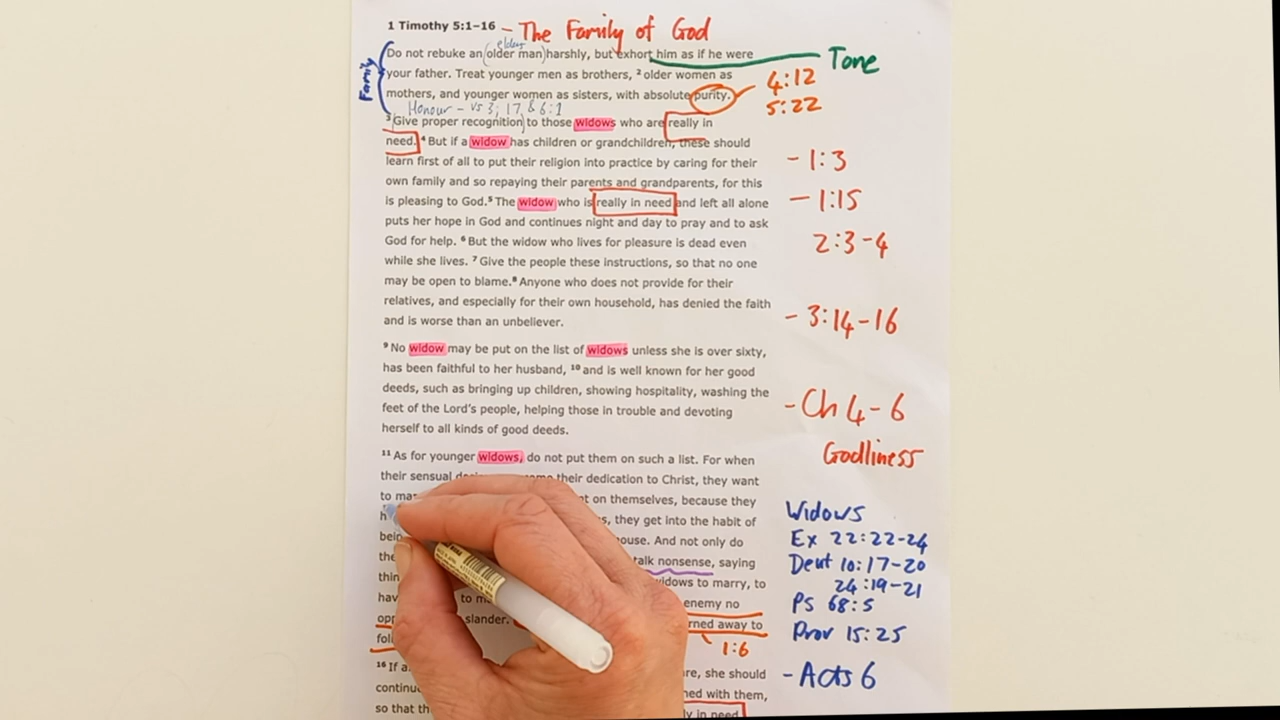 1 Timothy 5:1–16 – The Family of God
elders
Do not rebuke an (older man) harshly, but exhort him as if he were
Tone
Family
your father. Treat younger men as brothers, ² older women as
4:12
mothers, and younger women as sisters, with absolute purity.
5:22
Honour – vs 3; 17, & 6:1
³ Give proper recognition to those widows who are really in
need. ⁴ But if a widow has children or grandchildren, these should
- 1:3
learn first of all to put their religion into practice by caring for their
own family and so repaying their parents and grandparents, for this
is pleasing to God.⁵ The widow who is really in need and left all alone
- 1:15
puts her hope in God and continues night and day to pray and to ask
God for help. ⁶ But the widow who lives for pleasure is dead even
2:3-4
while she lives. ⁷ Give the people these instructions, so that no one
may be open to blame.⁸ Anyone who does not provide for their
relatives, and especially for their own household, has denied the faith
and is worse than an unbeliever.
- 3:14-16
⁹ No widow may be put on the list of widows unless she is over sixty,
has been faithful to her husband, ¹⁰ and is well known for her good
deeds, such as bringing up children, showing hospitality, washing the
feet of the Lord's people, helping those in trouble and devoting
- Ch 4-6
herself to all kinds of good deeds.
Godliness
¹¹ As for younger widows, do not put them on such a list. For when
their sensual their dedication to Christ, they want
to on themselves, because they
Widows
they get into the habit of
Ex 22:22-24
And not only do
Deut 10:17-20
talk nonsense, saying
24:19-21
to marry, to
Ps 68:5
to enemy no
slander. away to
Prov 15:25
1:6
¹⁶ If she should
- Acts 6
with them,
so that in need